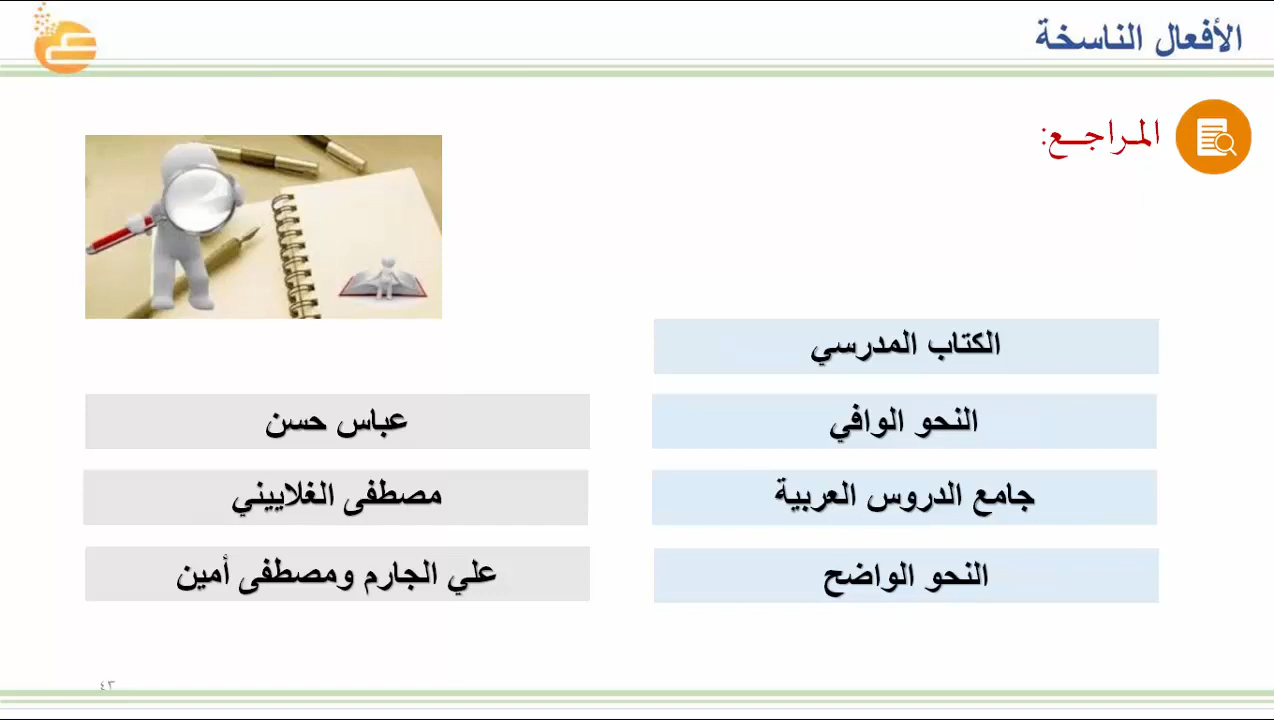 الأفعال الناسخة
المراجع:
الكتاب المدرسي
النحو الوافي
عباس حسن
جامع الدروس العربية
مصطفى الغلاييني
النحو الواضح
علي الجارم ومصطفى أمين
٤٣